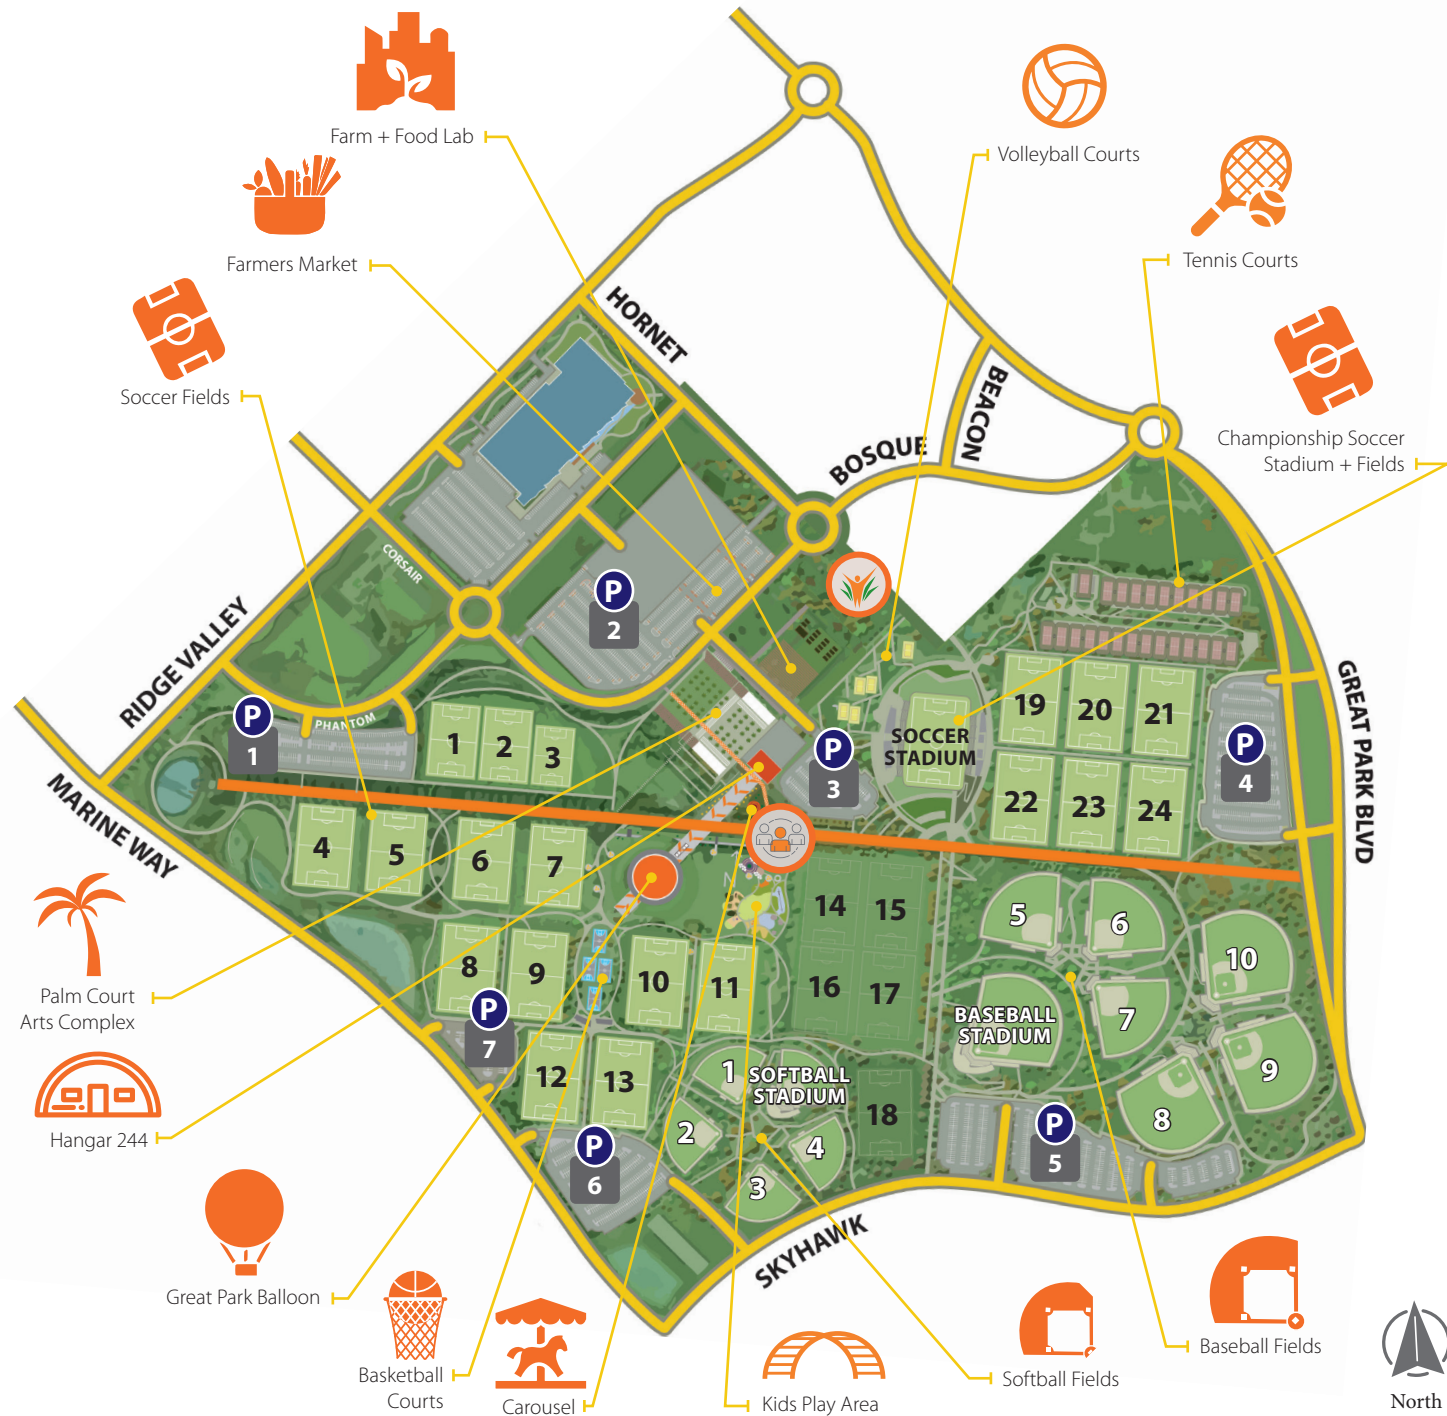 Farm + Food Lab
Volleyball Courts
Farmers Market
Tennis Courts
Soccer Fields
Championship Soccer
Stadium + Fields
HORNET
BEACON
BOSQUE
CORSAIR
RIDGE VALLEY
PHANTOM
MARINE WAY
GREAT PARK BLVD
SKYHAWK
P
1
P
2
P
3
P
4
P
5
P
6
P
7
1
2
3
4
5
6
7
8
9
10
11
12
13
14
15
16
17
18
19
20
21
22
23
24
SOCCER
STADIUM
BASEBALL
STADIUM
5
6
7
8
9
10
SOFTBALL
STADIUM
1
2
3
4
Palm Court
Arts Complex
Hangar 244
Great Park Balloon
Basketball
Courts
Carousel
Kids Play Area
Softball Fields
Baseball Fields
North